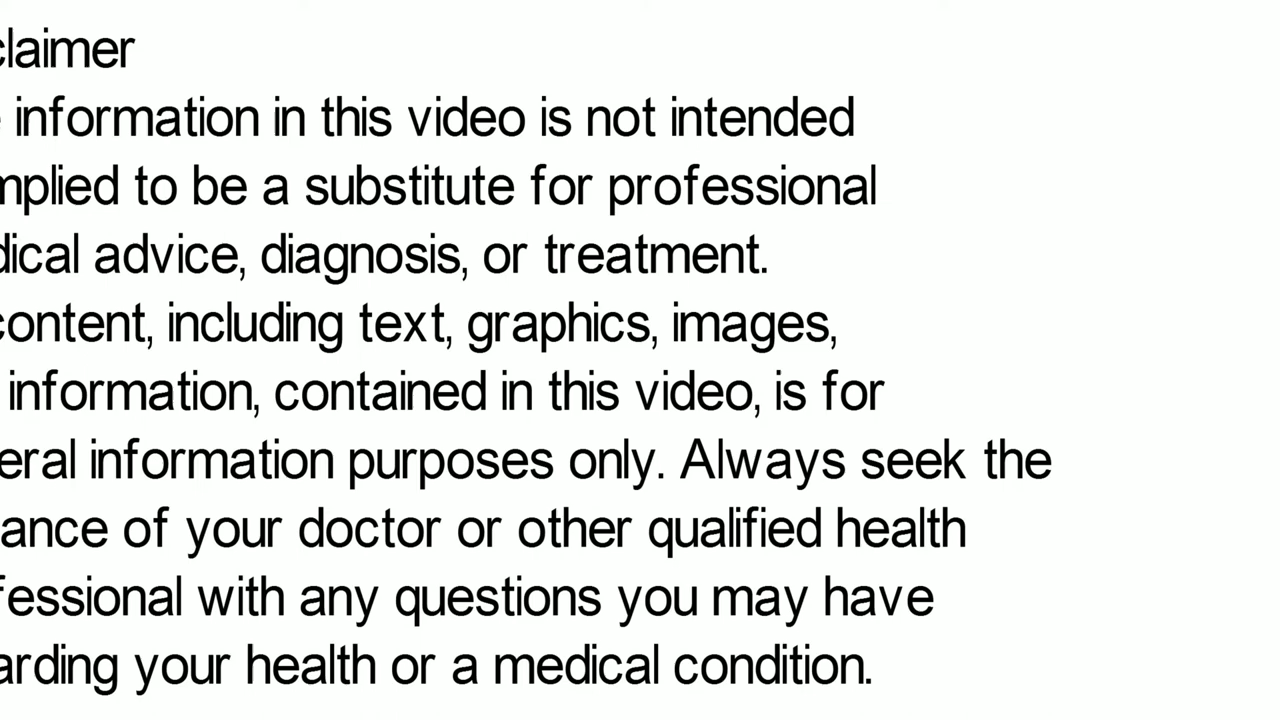 claimer
information in this video is not intended
mplied to be a substitute for professional
dical advice, diagnosis, or treatment.
content, including text, graphics, images,
information, contained in this video, is for
eral information purposes only. Always seek the
ance of your doctor or other qualified health
fessional with any questions you may have
arding your health or a medical condition.